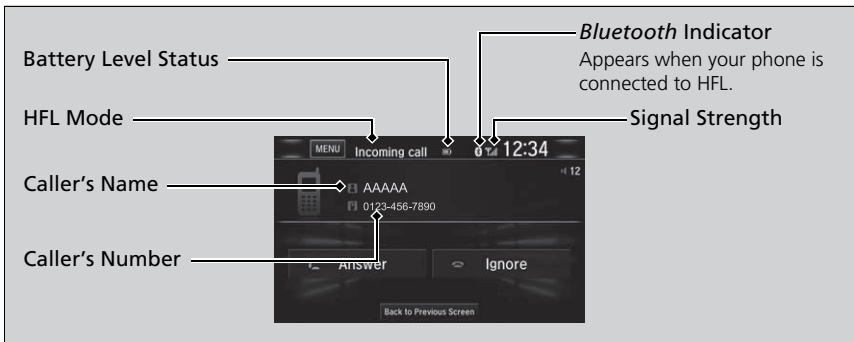 Bluetooth Indicator
Appears when your phone is
connected to HFL.
Battery Level Status
HFL Mode
Signal Strength
MENU
Incoming call
12:34
12
Caller's Name
AAAAA
0123-456-7890
Caller's Number
Answer
Ignore
Back to Previous Screen